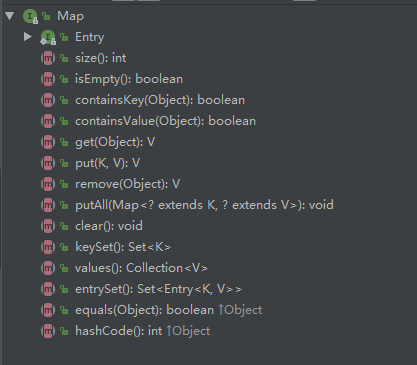 Map
Entry
size(): int
isEmpty(): boolean
containsKey(Object): boolean
containsValue(Object): boolean
get(Object): V
put(K, V): V
remove(Object): V
putAll(Map<? extends K, ? extends V>): void
clear(): void
keySet(): Set<K>
values(): Collection<V>
entrySet(): Set<Entry<K, V>>
equals(Object): boolean ↑Object
hashCode(): int ↑Object